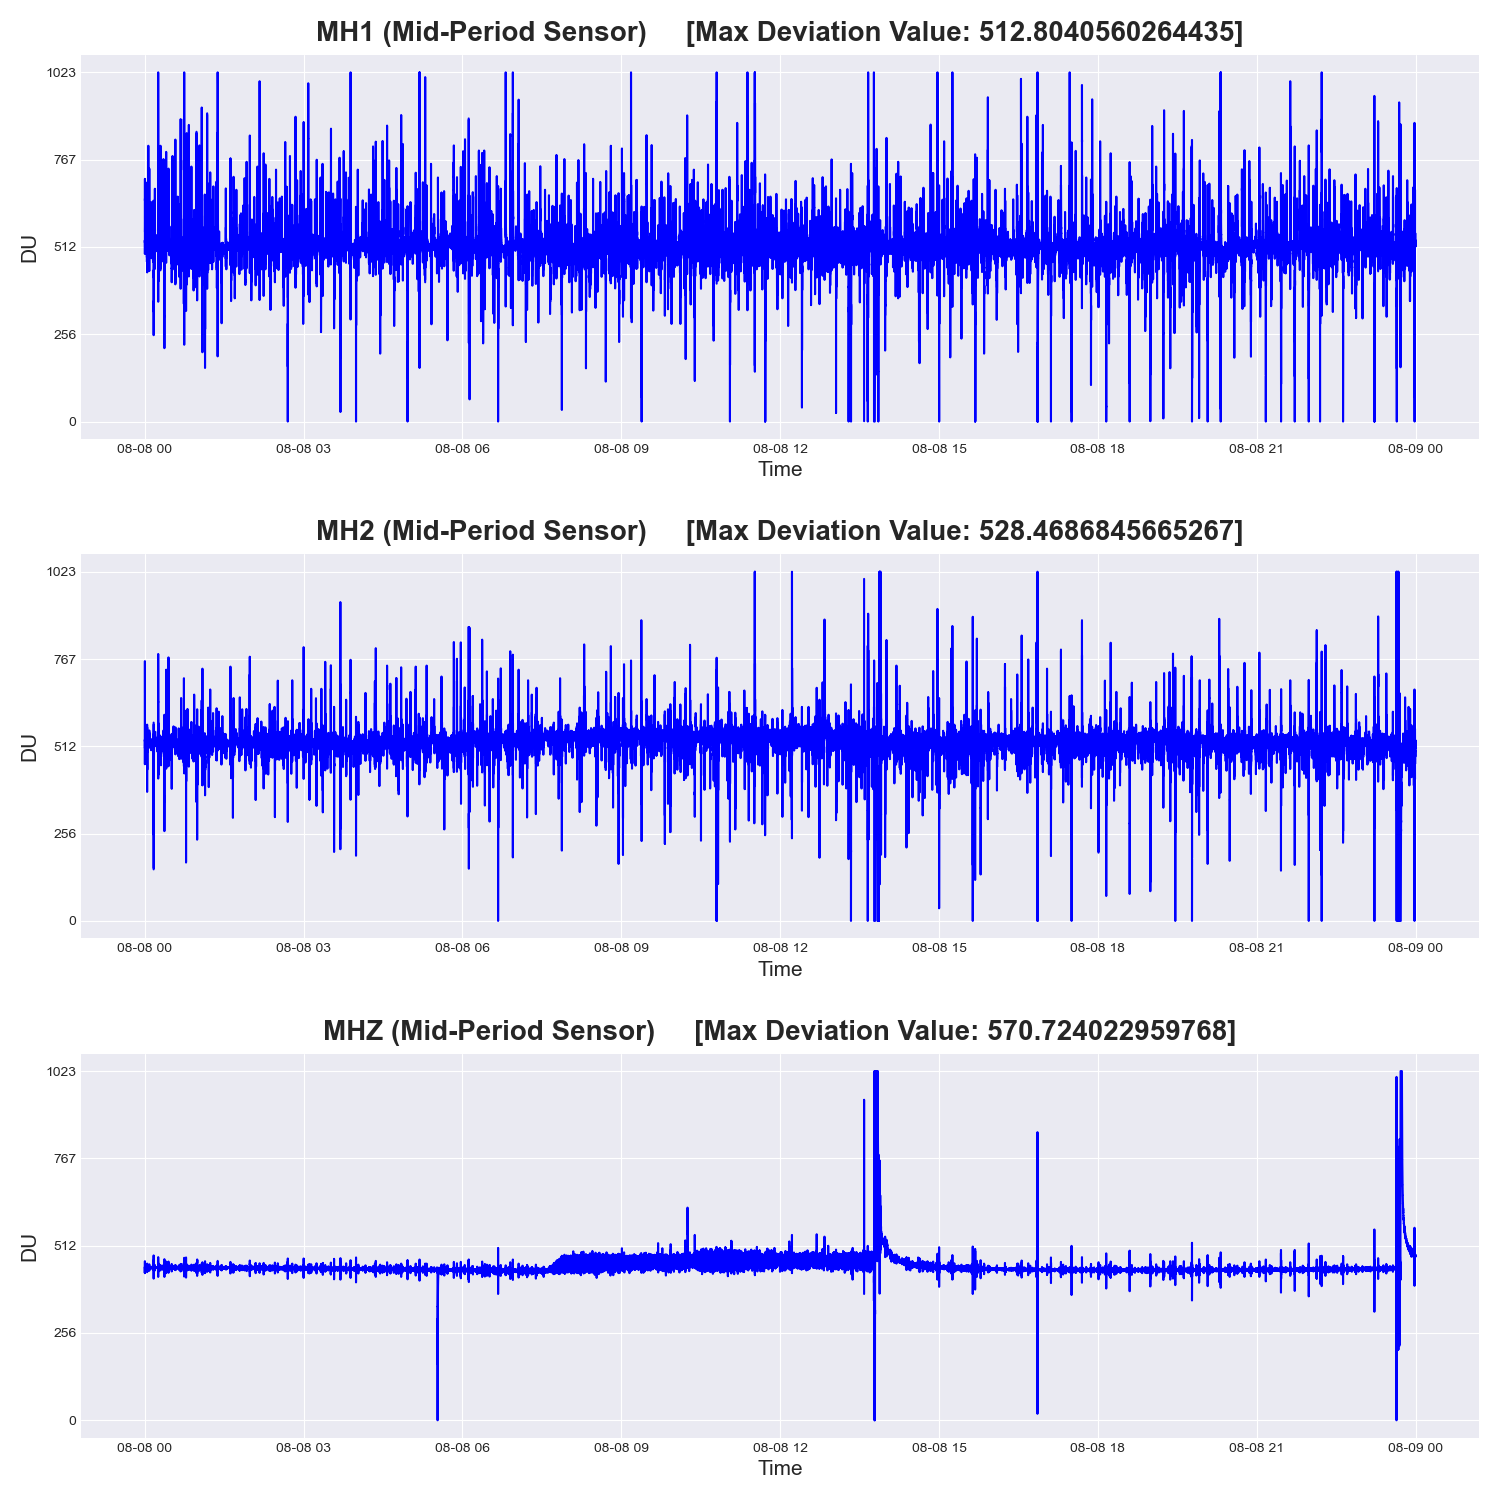 MH1 (Mid-Period Sensor) [Max Deviation Value: 512.8040560264435]
1023
767
512
256
0
DU
08-08 00 08-08 03 08-08 06 08-08 09 08-08 12 08-08 15 08-08 18 08-08 21 08-09 00
Time
MH2 (Mid-Period Sensor) [Max Deviation Value: 528.4686845665267]
1023
767
512
256
0
DU
08-08 00 08-08 03 08-08 06 08-08 09 08-08 12 08-08 15 08-08 18 08-08 21 08-09 00
Time
MHZ (Mid-Period Sensor) [Max Deviation Value: 570.724022959768]
1023
767
512
256
0
DU
08-08 00 08-08 03 08-08 06 08-08 09 08-08 12 08-08 15 08-08 18 08-08 21 08-09 00
Time